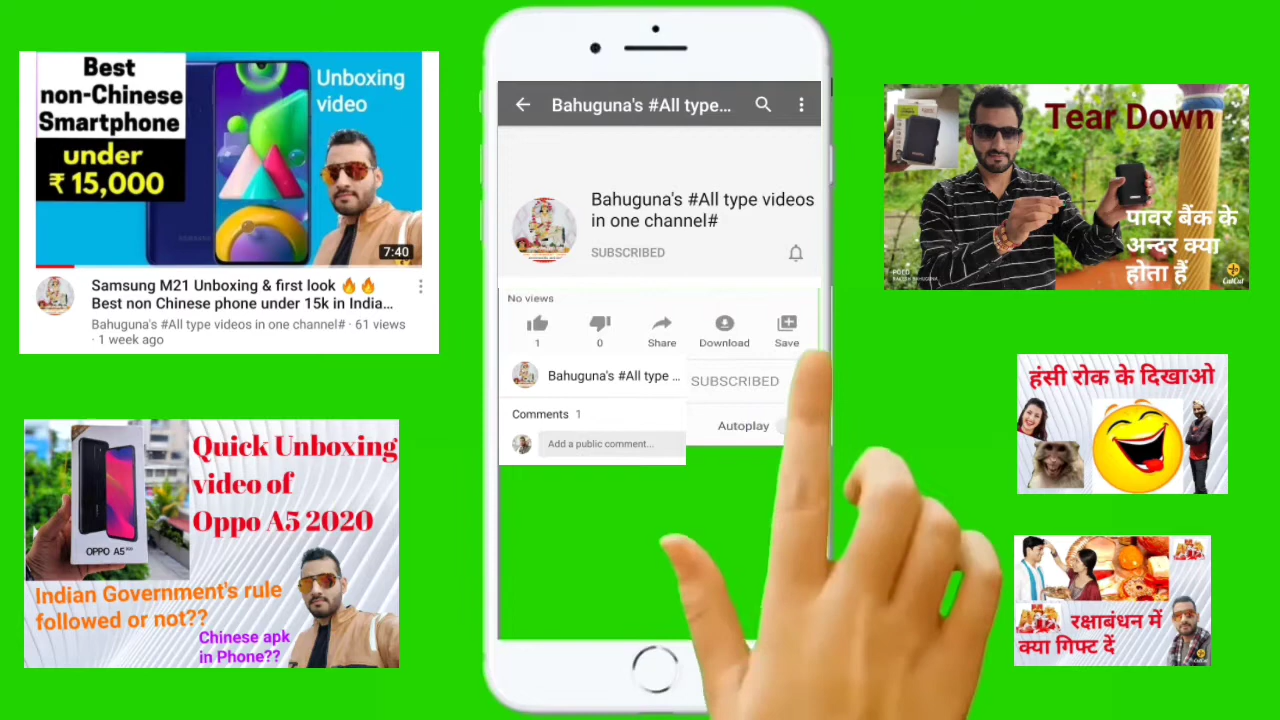 Best
non-Chinese
Smartphone
under
₹ 15,000
Unboxing
video
7:40
Samsung M21 Unboxing & first look 🔥🔥
Best non Chinese phone under 15k in India...
Bahuguna's #All type videos in one channel# · 61 views
· 1 week ago
Quick Unboxing
video of
Oppo A5 2020
OPPO A5
Indian Government's rule
followed or not??
Chinese apk
in Phone??
Bahuguna's #All type...
Bahuguna's #All type videos
in one channel#
SUBSCRIBED
No views
1
0
Share
Download
Save
Bahuguna's #All type ...
SUBSCRIBED
Comments 1
Autoplay
Add a public comment...
Tear Down
पावर बैंक के
अन्दर क्या
होता हैं
POCO
CutCut
हंसी रोक के दिखाओ
रक्षाबंधन में
क्या गिफ्ट दें
CutCut